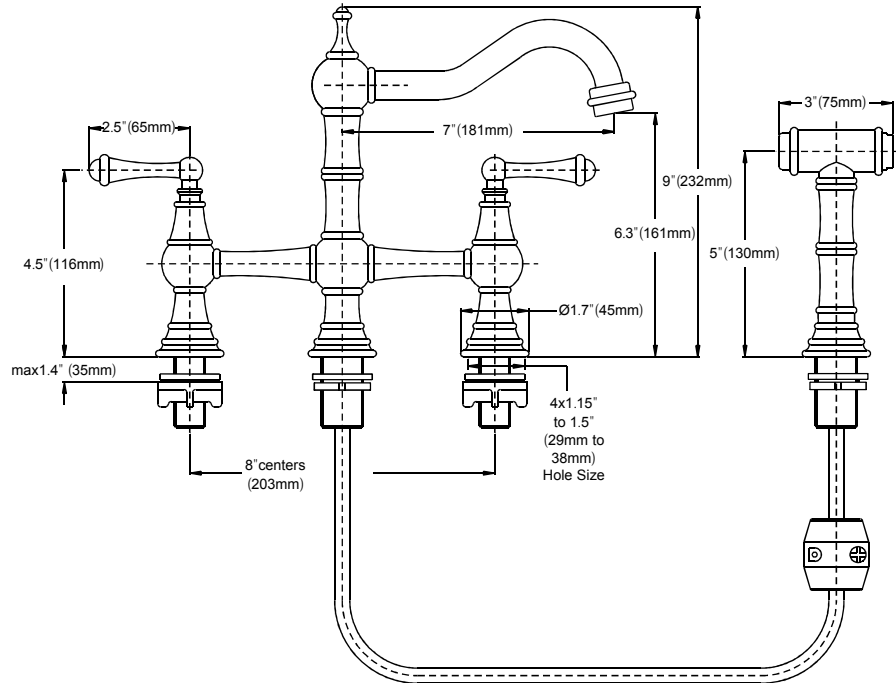 3"(75mm)
2.5"(65mm)
7"(181mm)
9"(232mm)
6.3"(161mm)
4.5"(116mm)
5"(130mm)
Ø1.7"(45mm)
max1.4" (35mm)
4x1.15"
to 1.5"
(29mm to
38mm)
Hole Size
8"centers
(203mm)